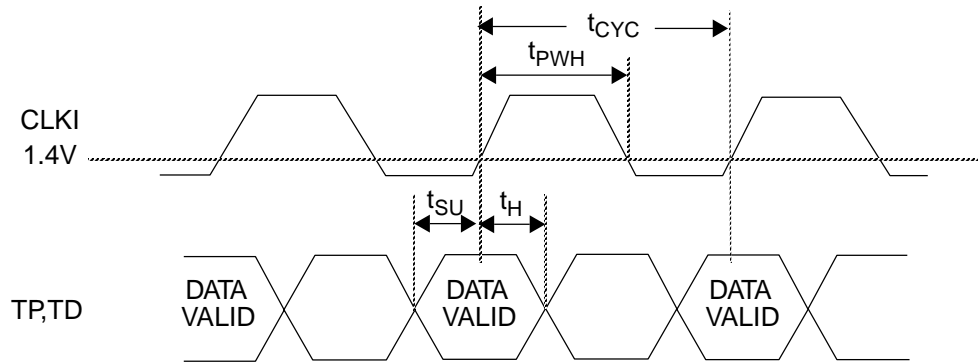 tCYC
tPWH
CLKI
1.4V
tSU
tH
TP,TD
DATA
VALID
DATA
VALID
DATA
VALID